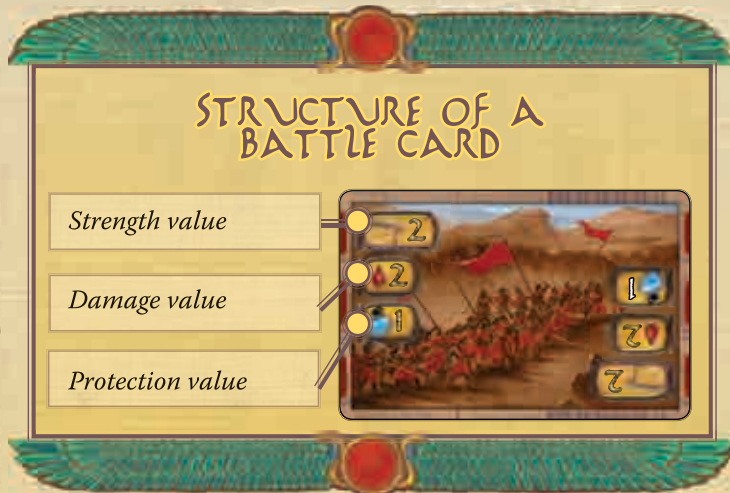 STRUCTURE OF A
BATTLE CARD
Strength value
2
Damage value
2
Protection value
1
1
2
2